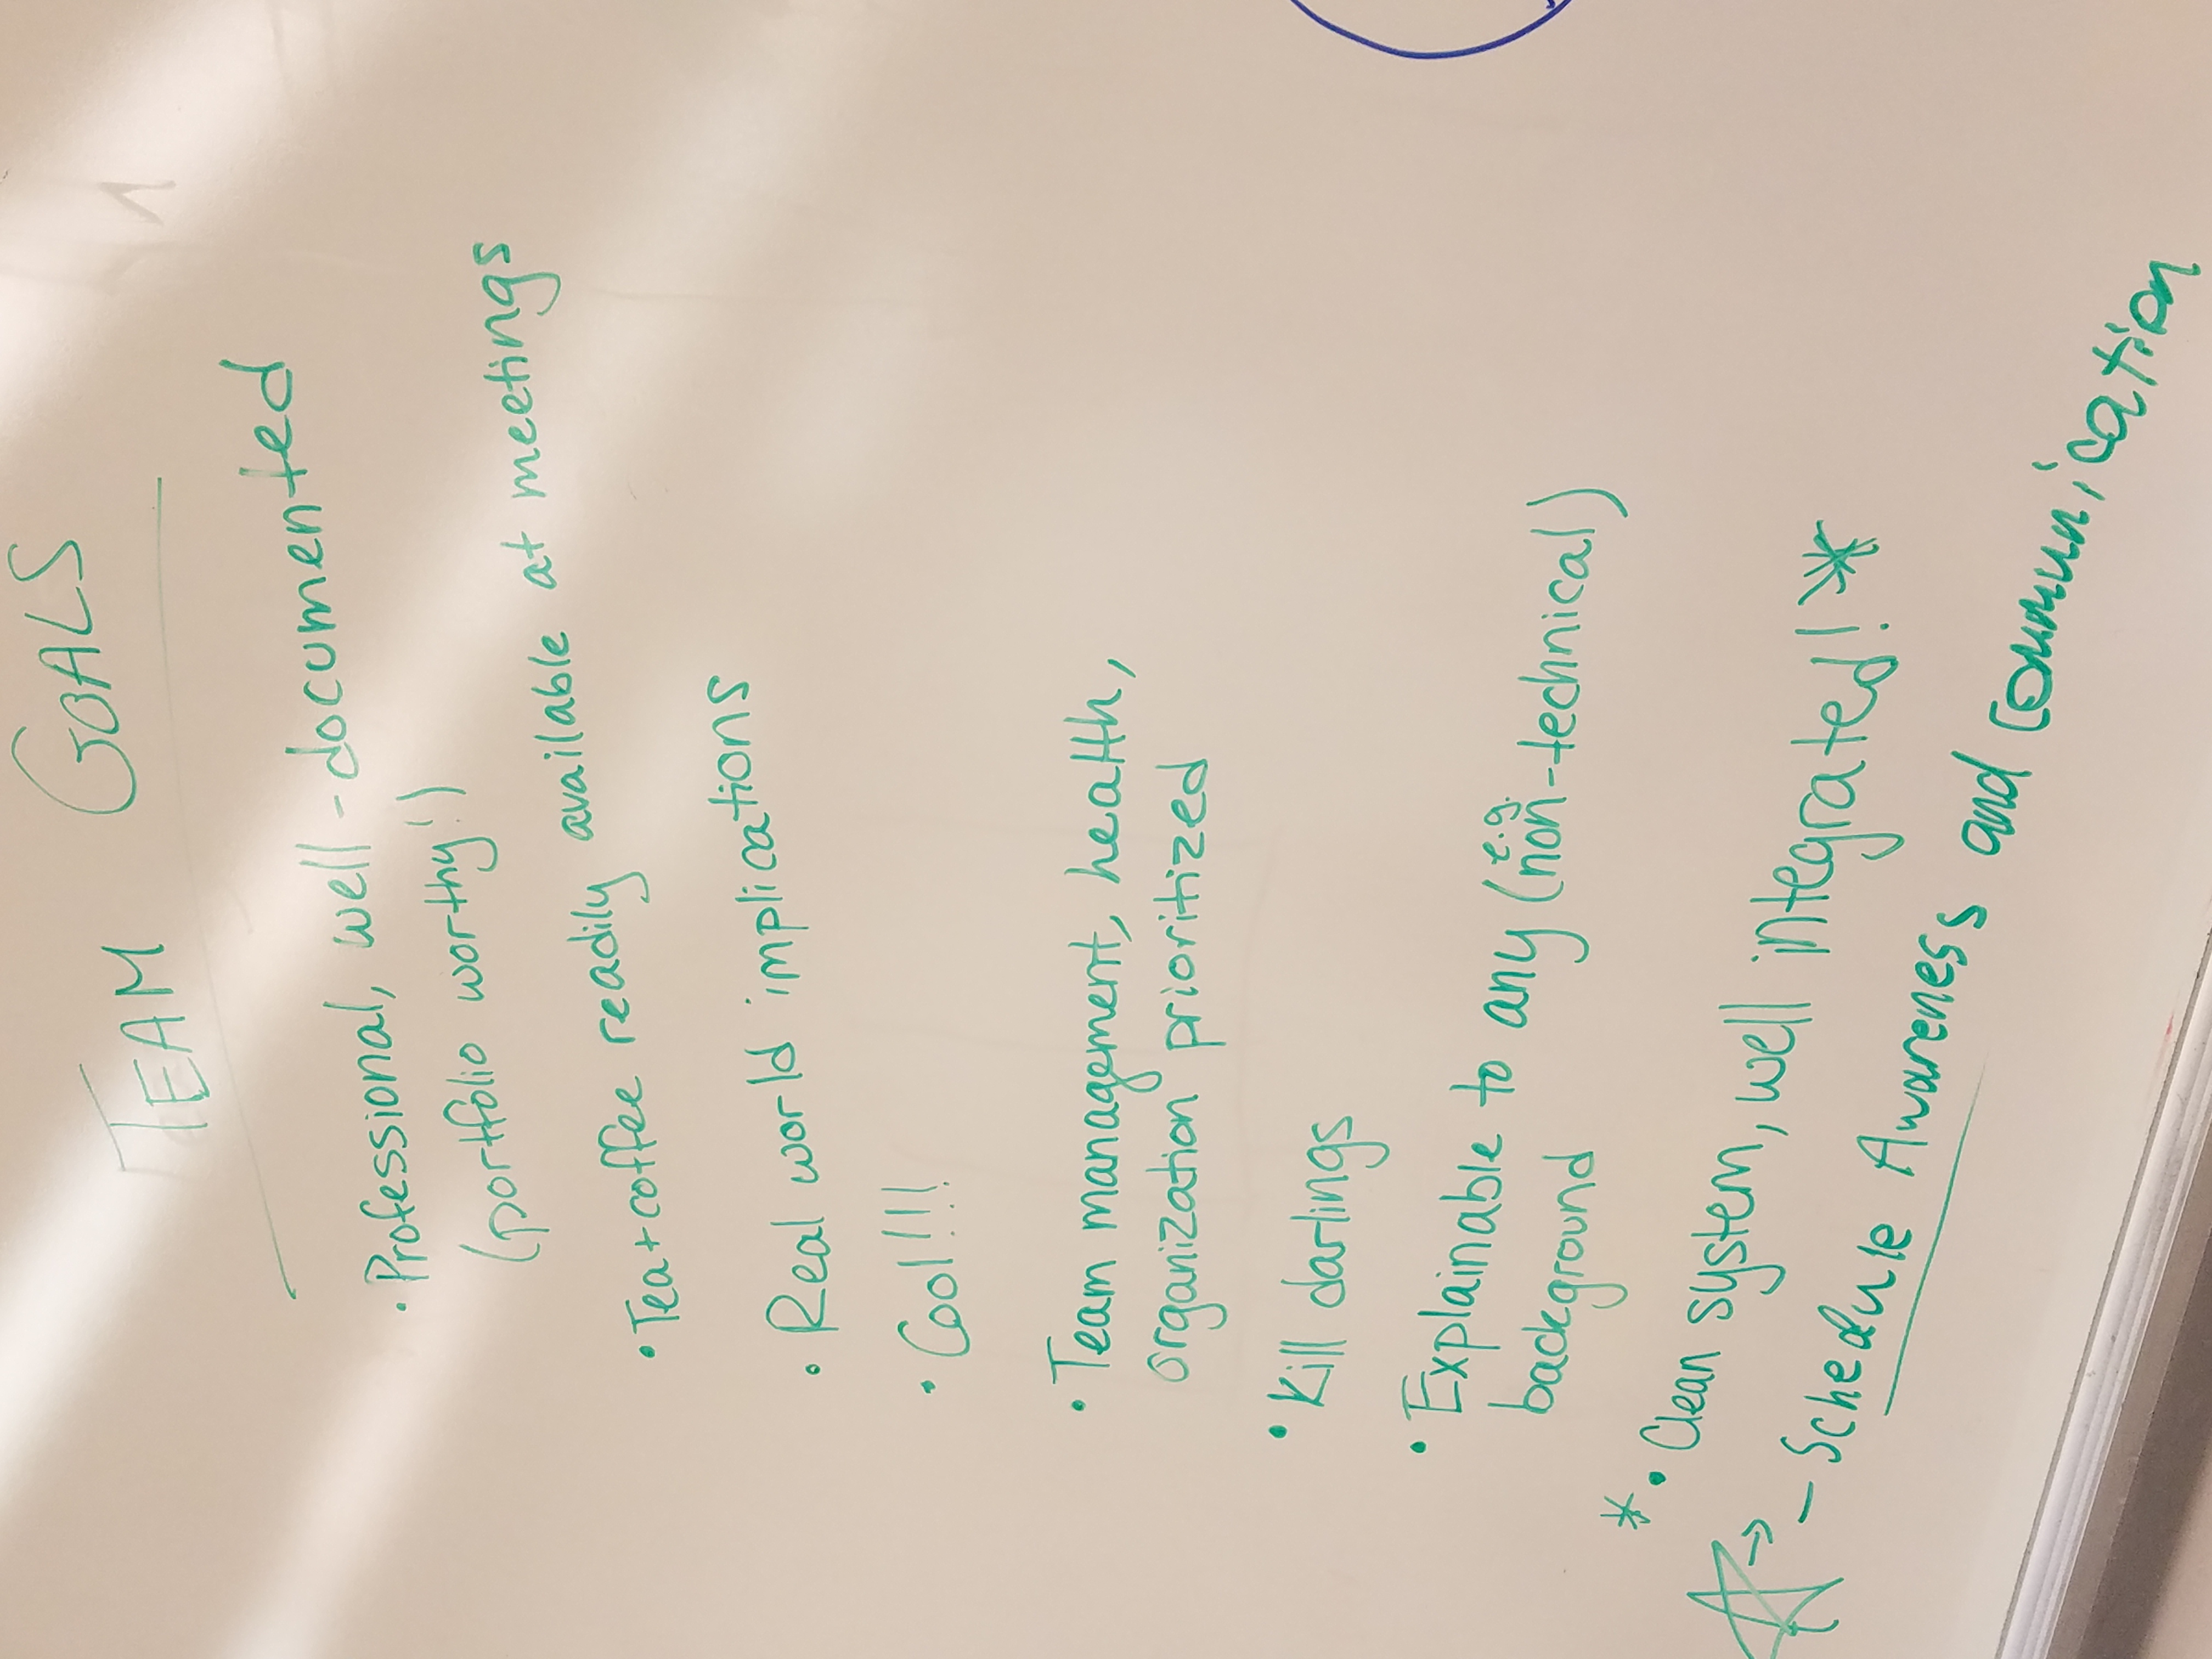 TEAM GOALS
• Professional, well-documented
(portfolio worthy!)
• Tea + coffee readily available at meetings
• Real world implications
• Cool!!!
• Team management, health,
organization prioritized
• Kill darlings
• Explainable to any (e.g. non-technical)
background
* • Clean system, well integrated! *
☆ → - Schedule Awareness and communication